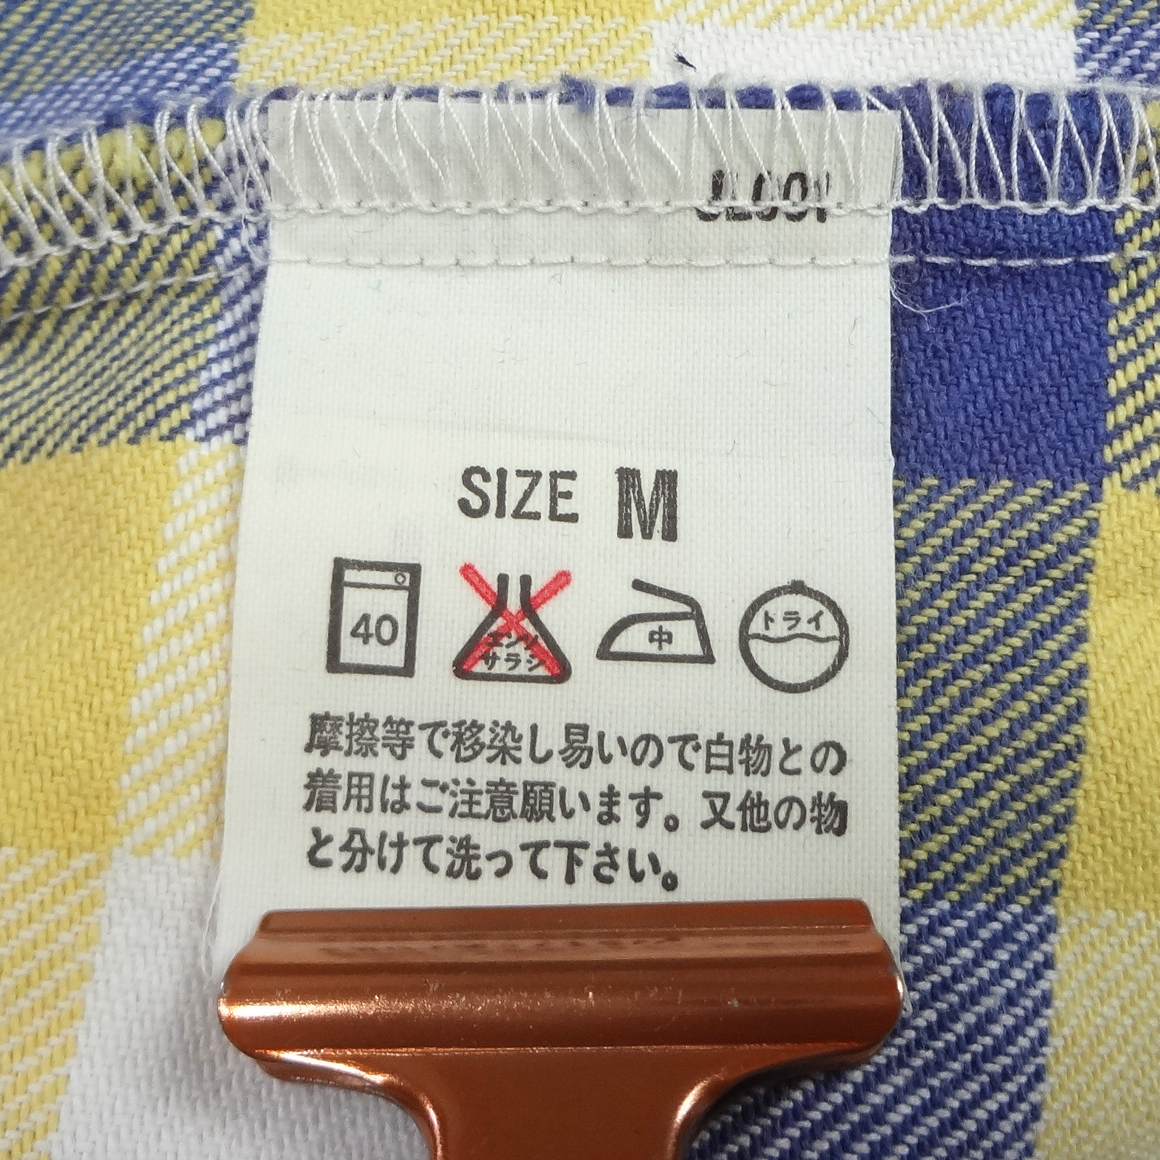 SIZE M
40
エンソ
サラシ
中
ドライ
摩擦等で移染し易いので白物との
着用はご注意願います。又他の物
と分けて洗って下さい。